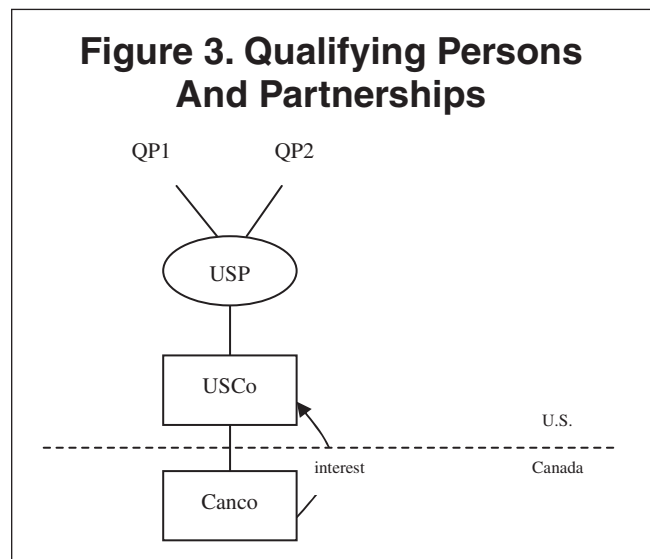 Figure 3. Qualifying Persons
And Partnerships
QP1 QP2
USP
USCo
U.S.
interest Canada
Canco